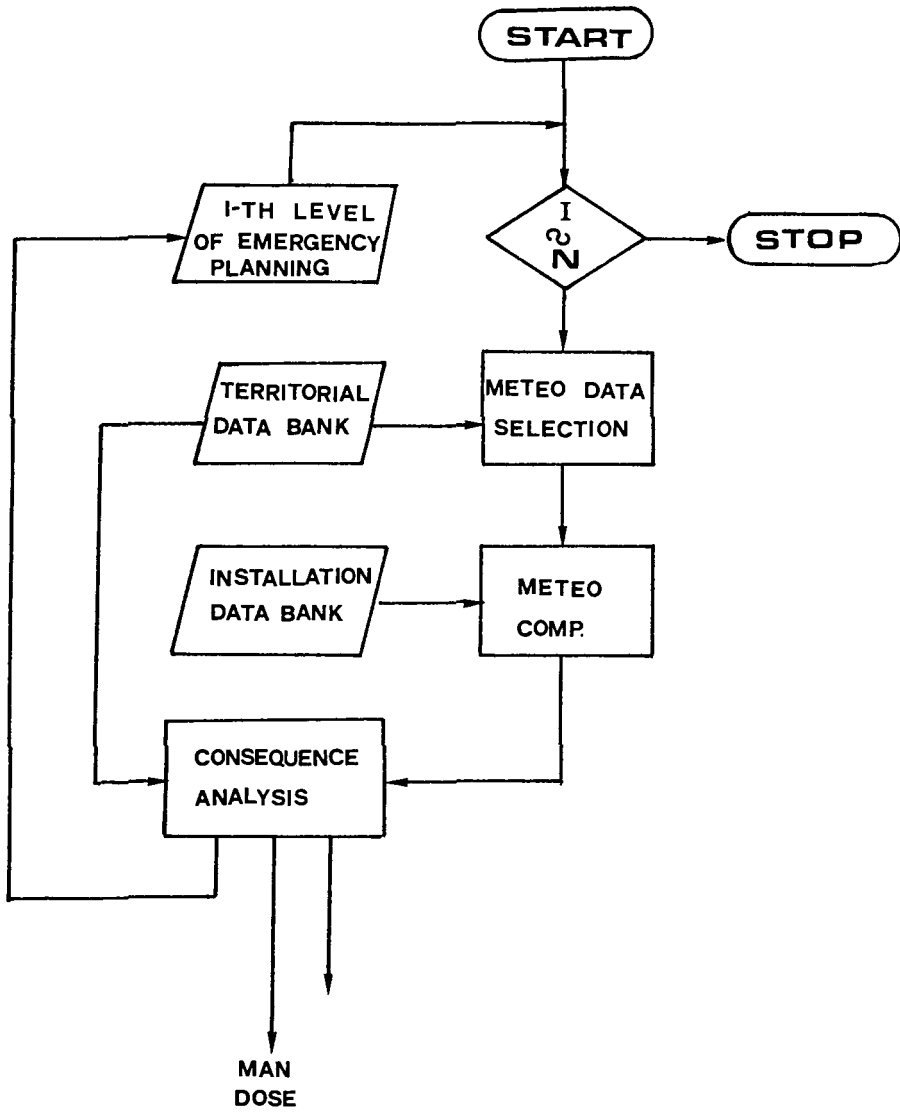 START
I-TH LEVEL
OF EMERGENCY
PLANNING
I
N
STOP
TERRITORIAL
DATA BANK
METEO DATA
SELECTION
INSTALLATION
DATA BANK
METEO
COMP.
CONSEQUENCE
ANALYSIS
MAN
DOSE